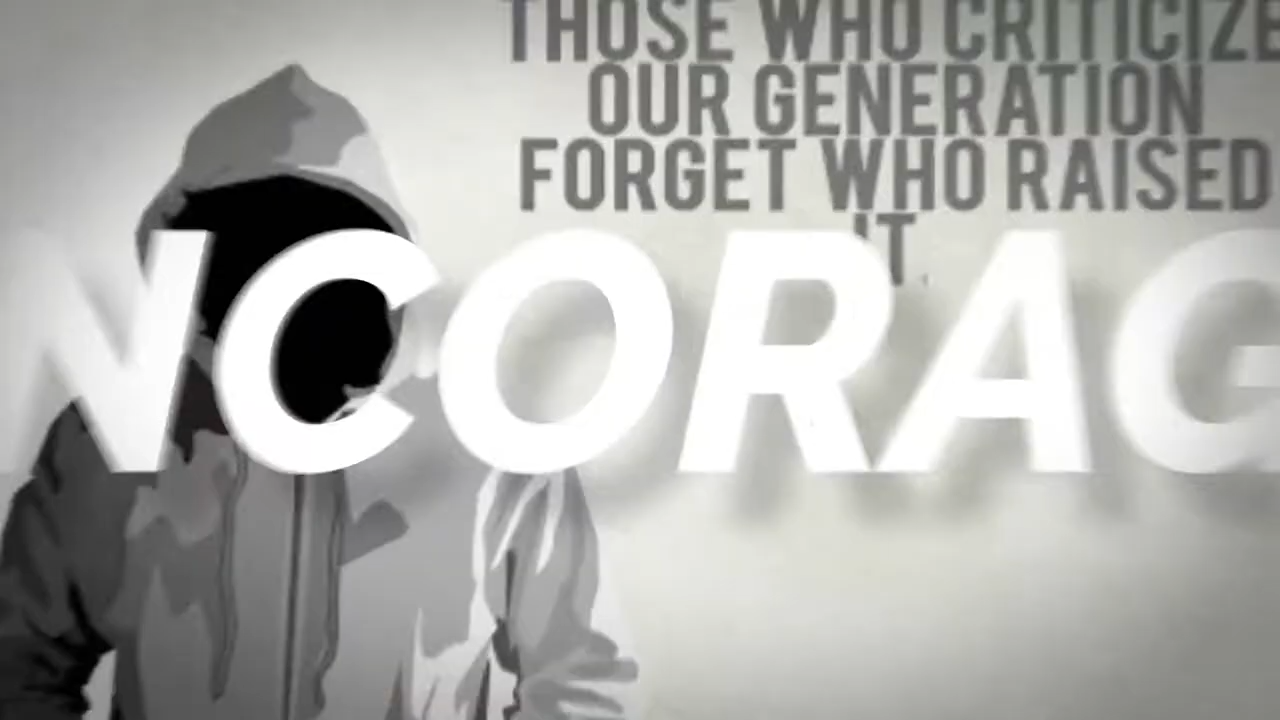 THOSE WHO CRITICIZE
OUR GENERATION
FORGET WHO RAISED
IT.
NCORAG